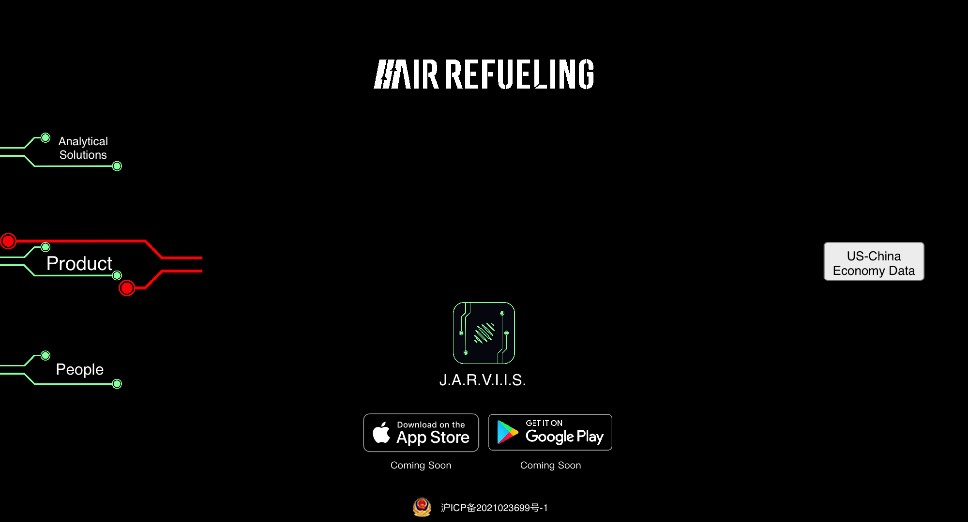 AIR REFUELING
Analytical
Solutions
Product
US-China
Economy Data
People
J.A.R.V.I.I.S.
Download on the
App Store
GET IT ON
Google Play
Coming Soon
Coming Soon
沪ICP备2021023699号-1